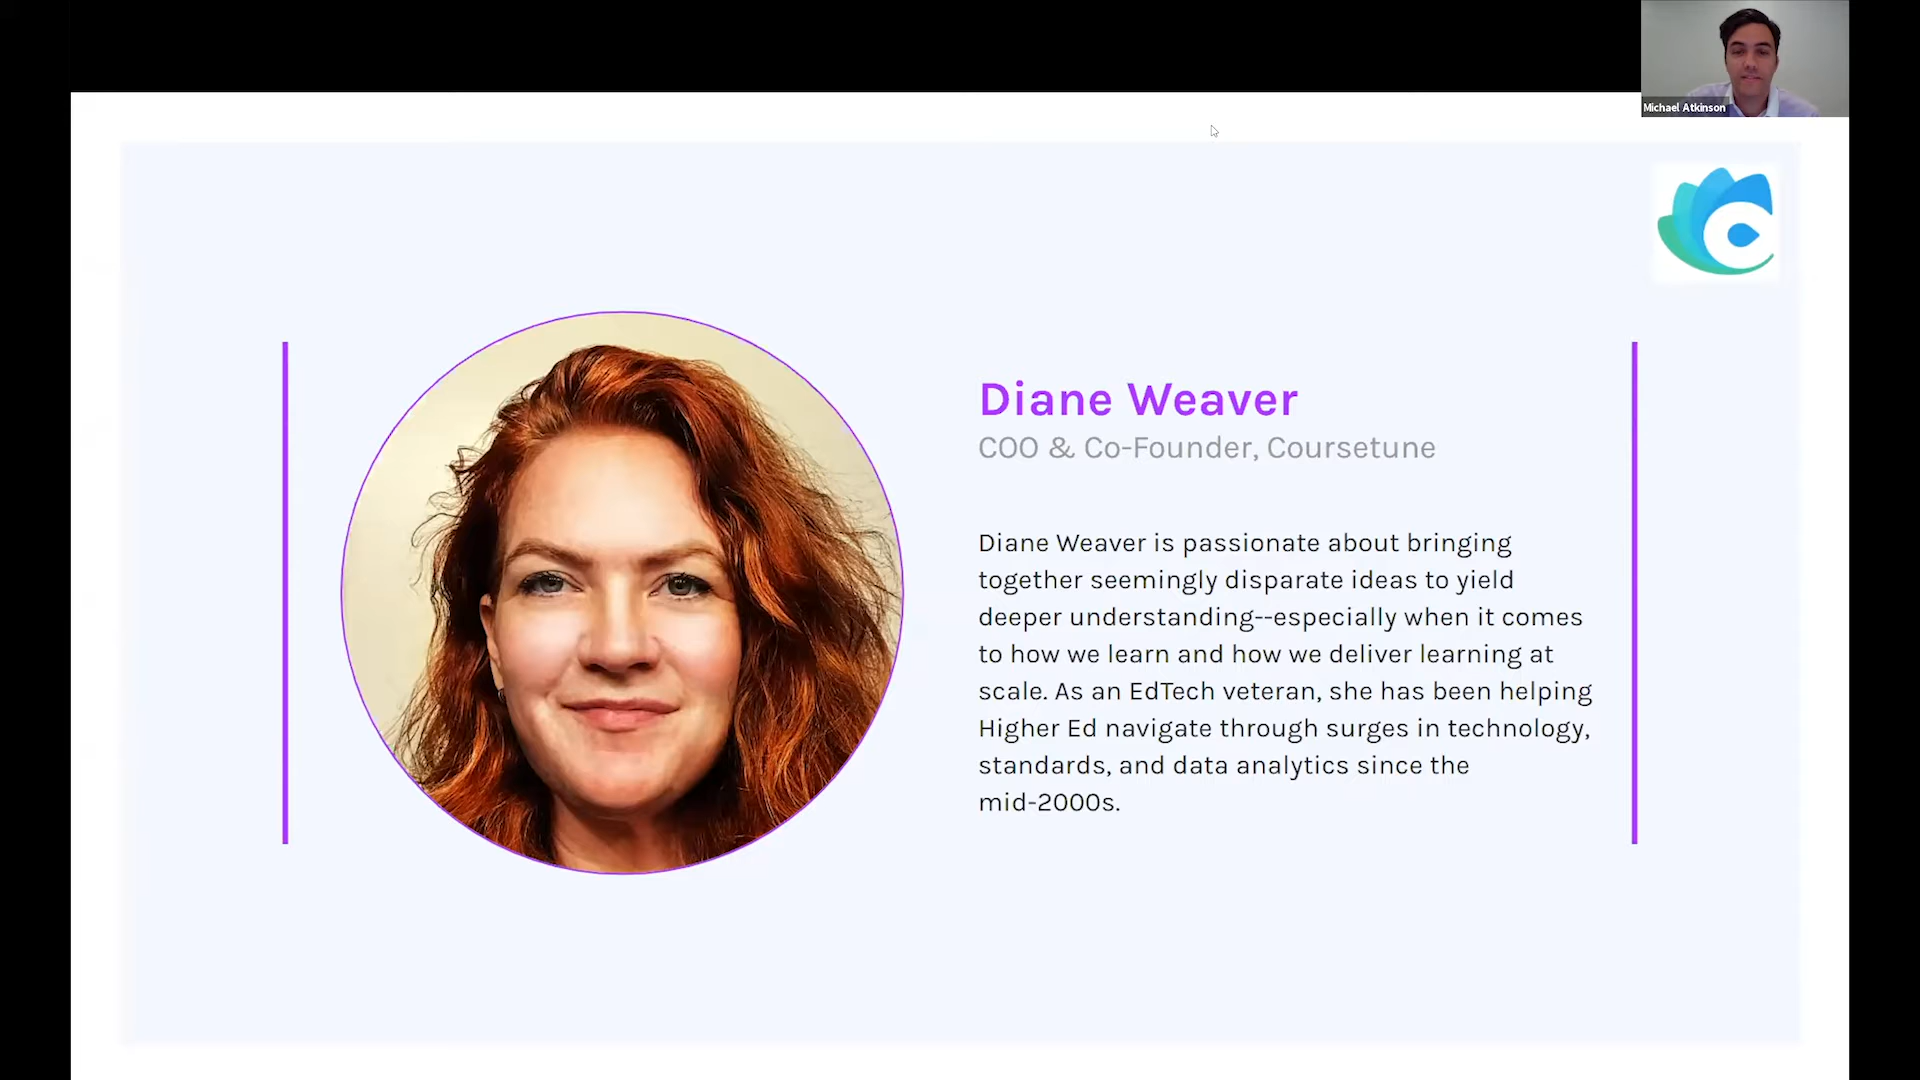 Michael Atkinson
Diane Weaver
COO & Co-Founder, Coursetune
Diane Weaver is passionate about bringing
together seemingly disparate ideas to yield
deeper understanding--especially when it comes
to how we learn and how we deliver learning at
scale. As an EdTech veteran, she has been helping
Higher Ed navigate through surges in technology,
standards, and data analytics since the
mid-2000s.